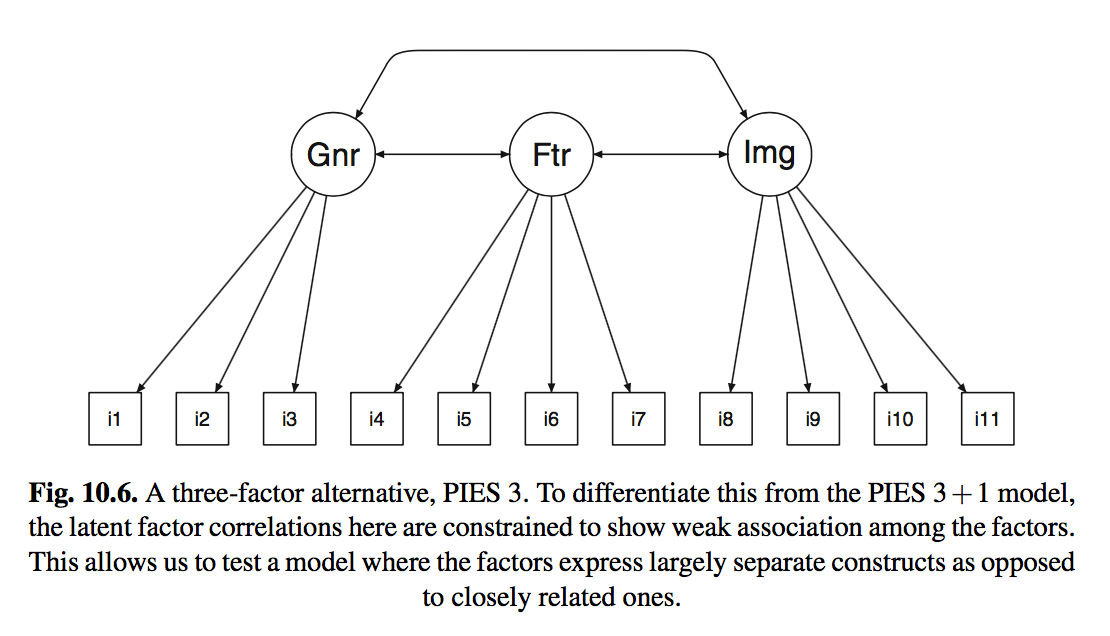 Gnr Ftr Img
i1 i2 i3 i4 i5 i6 i7 i8 i9 i10 i11
Fig. 10.6. A three-factor alternative, PIES 3. To differentiate this from the PIES 3+1 model,
the latent factor correlations here are constrained to show weak association among the factors.
This allows us to test a model where the factors express largely separate constructs as opposed
to closely related ones.